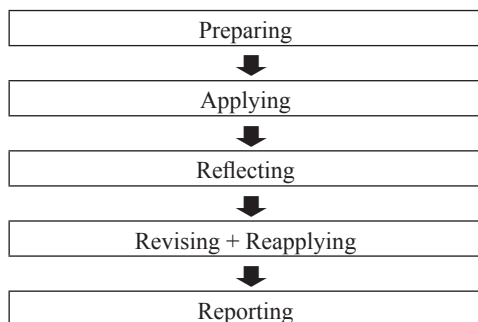 Preparing
Applying
Reflecting
Revising + Reapplying
Reporting